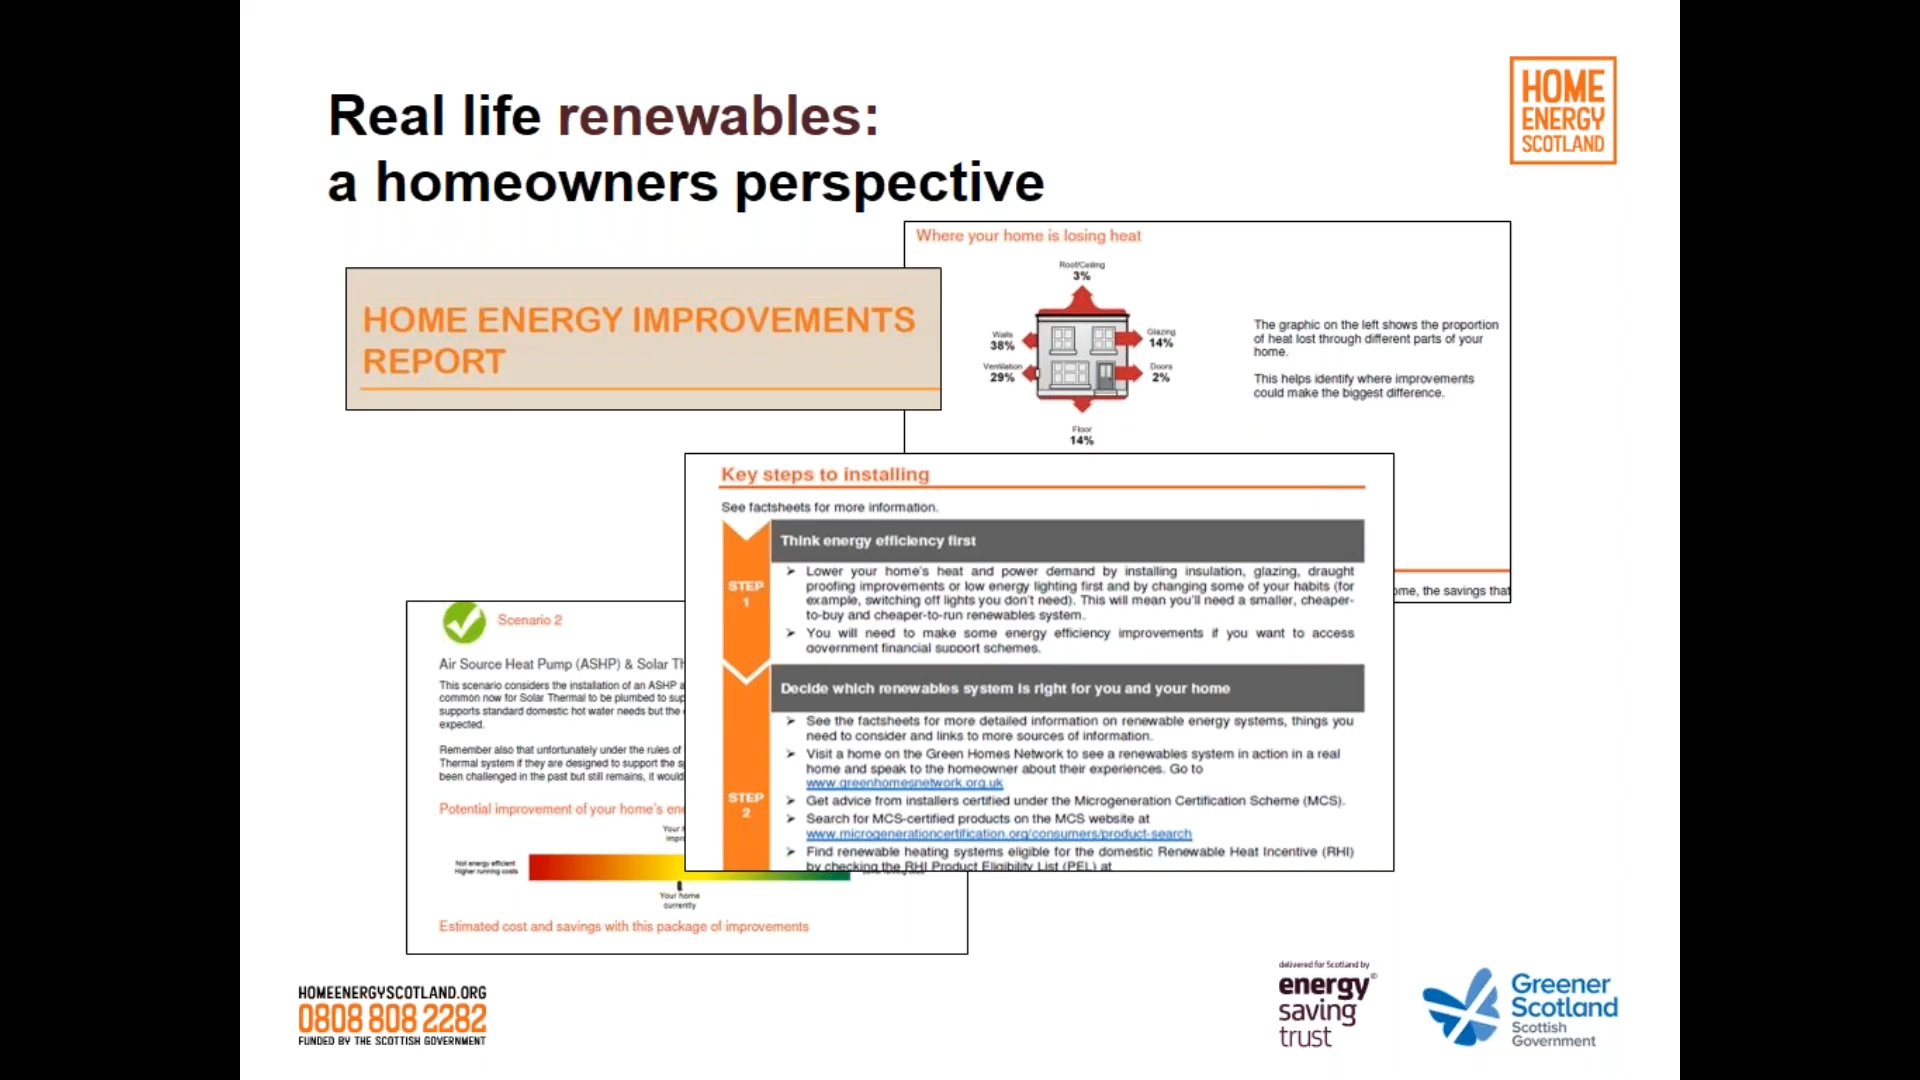 Real life renewables:
a homeowners perspective
HOME
ENERGY
SCOTLAND
HOME ENERGY IMPROVEMENTS
REPORT
Where your home is losing heat
Roof/Ceiling
3%
Walls
38%
Glazing
14%
Ventilation
29%
Doors
2%
Floor
14%
The graphic on the left shows the proportion
of heat lost through different parts of your
home.
This helps identify where improvements
could make the biggest difference.
ome, the savings that
Key steps to installing
See factsheets for more information.
STEP
1
Think energy efficiency first
➢ Lower your home's heat and power demand by installing insulation, glazing, draught
proofing improvements or low energy lighting first and by changing some of your habits (for
example, switching off lights you don't need). This will mean you'll need a smaller, cheaper-
to-buy and cheaper-to-run renewables system.
➢ You will need to make some energy efficiency improvements if you want to access
government financial support schemes.
STEP
2
Decide which renewables system is right for you and your home
➢ See the factsheets for more detailed information on renewable energy systems, things you
need to consider and links to more sources of information.
➢ Visit a home on the Green Homes Network to see a renewables system in action in a real
home and speak to the homeowner about their experiences. Go to
www.greenhomesnetwork.org.uk
➢ Get advice from installers certified under the Microgeneration Certification Scheme (MCS).
➢ Search for MCS-certified products on the MCS website at
www.microgenerationcertification.org/consumers/product-search
➢ Find renewable heating systems eligible for the domestic Renewable Heat Incentive (RHI)
by checking the RHI Product Eligibility List (PEL) at
Scenario 2
Air Source Heat Pump (ASHP) & Solar Th
This scenario considers the installation of an ASHP a
common now for Solar Thermal to be plumbed to sup
supports standard domestic hot water needs but the
expected.
Remember also that unfortunately under the rules of
Thermal system if they are designed to support the s
been challenged in the past but still remains, it would
Potential improvement of your home's ene
Your h
impro
Not energy efficient
Higher running costs
Your home
currently
Estimated cost and savings with this package of improvements
HOMEENERGYSCOTLAND.ORG
0808 808 2282
FUNDED BY THE SCOTTISH GOVERNMENT
delivered for Scotland by
energy
saving
trust
Greener
Scotland
Scottish
Government